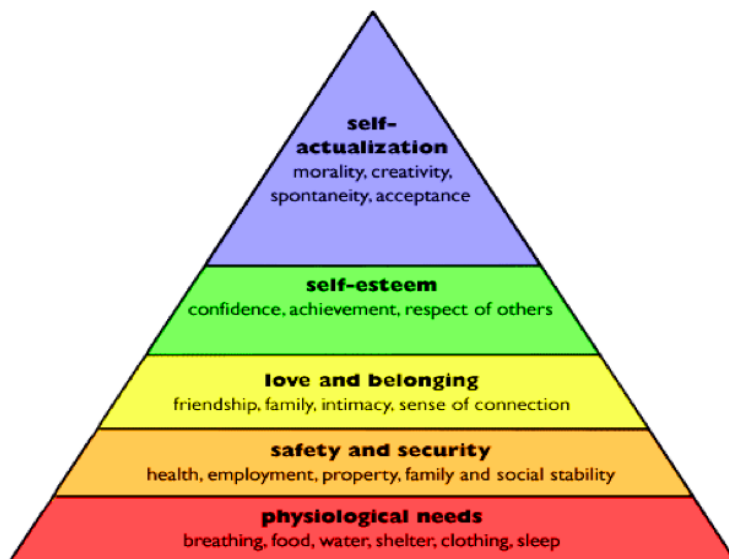 self-
actualization
morality, creativity,
spontaneity, acceptance
self-esteem
confidence, achievement, respect of others
love and belonging
friendship, family, intimacy, sense of connection
safety and security
health, employment, property, family and social stability
physiological needs
breathing, food, water, shelter, clothing, sleep